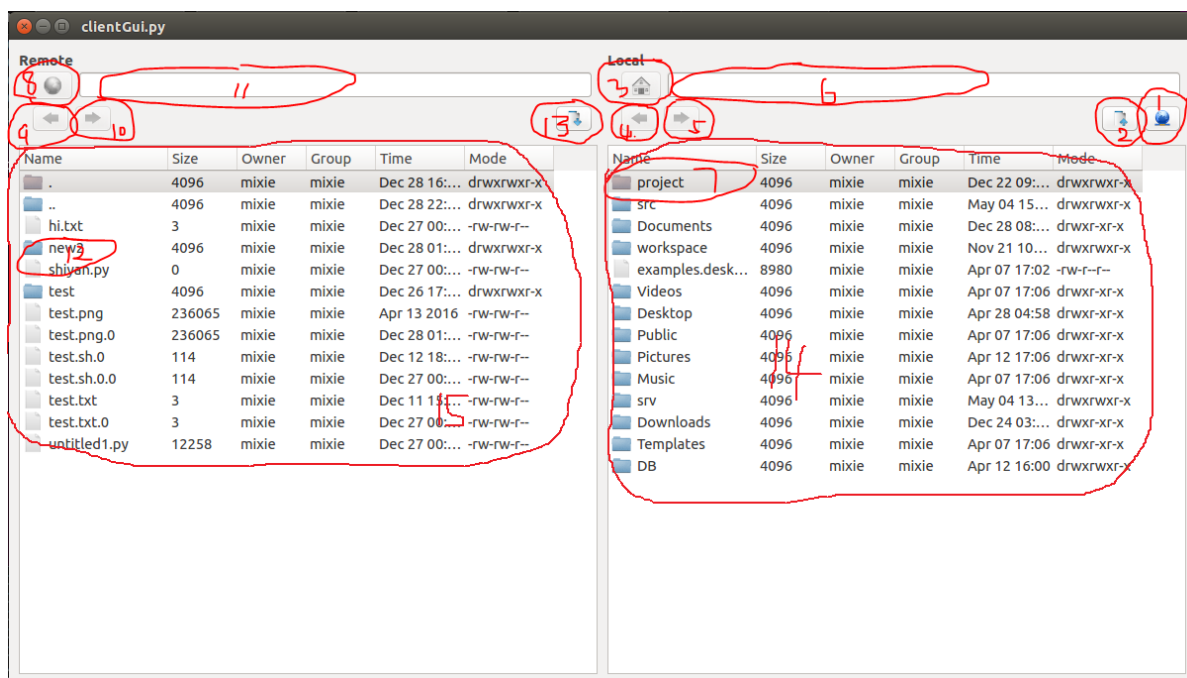 clientGui.py
Remote Local
8 11 3 6
9 10 13 4. 5 2 1
Name Size Owner Group Time Mode Name Size Owner Group Time Mode
. 4096 mixie mixie Dec 28 16:... drwxrwxr-x project 7 4096 mixie mixie Dec 22 09:... drwxrwxr-x
.. 4096 mixie mixie Dec 28 22:... drwxrwxr-x src 4096 mixie mixie May 04 15... drwxrwxr-x
hi.txt 3 mixie mixie Dec 27 00:... -rw-rw-r-- Documents 4096 mixie mixie Dec 28 08:... drwxr-xr-x
new2 12 4096 mixie mixie Dec 28 01:... drwxrwxr-x workspace 4096 mixie mixie Nov 21 10... drwxrwxr-x
shiyan.py 0 mixie mixie Dec 27 00:... -rw-rw-r-- examples.desk... 8980 mixie mixie Apr 07 17:02 -rw-r--r--
test 4096 mixie mixie Dec 26 17:... drwxrwxr-x Videos 4096 mixie mixie Apr 07 17:06 drwxr-xr-x
test.png 236065 mixie mixie Apr 13 2016 -rw-rw-r-- Desktop 4096 mixie mixie Apr 28 04:58 drwxr-xr-x
test.png.0 236065 mixie mixie Dec 28 01:... -rw-rw-r-- Public 4096 mixie mixie Apr 07 17:06 drwxr-xr-x
test.sh.0 114 mixie mixie Dec 12 18:... -rw-rw-r-- Pictures 4096 14 mixie mixie Apr 12 17:06 drwxr-xr-x
test.sh.0.0 114 mixie mixie Dec 27 00:... -rw-rw-r-- Music 4096 mixie mixie Apr 07 17:06 drwxr-xr-x
test.txt 3 mixie mixie Dec 11 15:... 15 -rw-rw-r-- srv 4096 mixie mixie May 04 13... drwxrwxr-x
test.txt.0 3 mixie mixie Dec 27 00:... -rw-rw-r-- Downloads 4096 mixie mixie Dec 24 03:... drwxr-xr-x
untitled1.py 12258 mixie mixie Dec 27 00:... -rw-rw-r-- Templates 4096 mixie mixie Apr 07 17:06 drwxr-xr-x
DB 4096 mixie mixie Apr 12 16:00 drwxrwxr-x